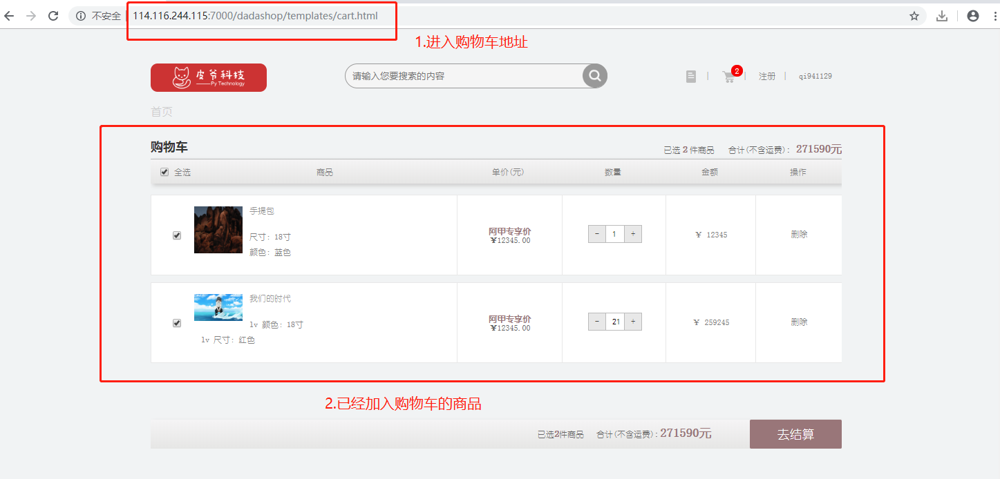 不安全 114.116.244.115:7000/dadashop/templates/cart.html
1.进入购物车地址
皮爷科技
Py Technology
请输入您要搜索的内容
2
注册
qi941129
首页
购物车
已选 2 件商品 合计(不含运费): 271590元
全选 商品 单价(元) 数量 金额 操作
手提包
尺寸: 18寸
颜色: 蓝色
阿甲专享价
¥12345.00
- 1 +
¥ 12345
删除
我们的时代
lv 颜色: 18寸
lv 尺寸: 红色
阿甲专享价
¥12345.00
- 21 +
¥ 259245
删除
2.已经加入购物车的商品
已选2件商品 合计(不含运费): 271590元
去结算